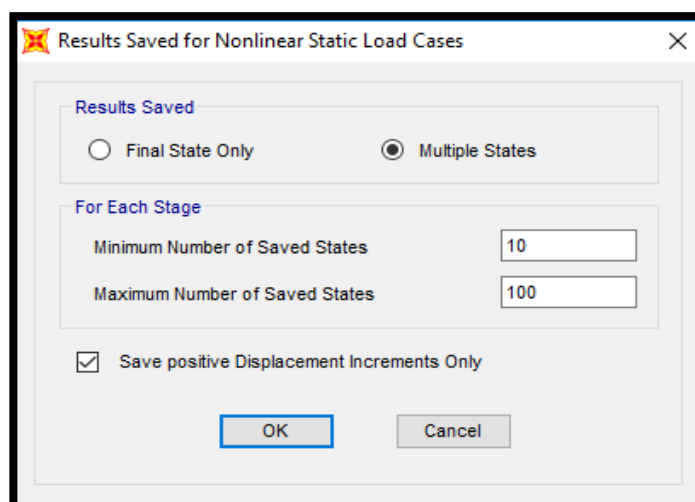 Results Saved for Nonlinear Static Load Cases
Results Saved
Final State Only
Multiple States
For Each Stage
Minimum Number of Saved States 10
Maximum Number of Saved States 100
Save positive Displacement Increments Only
OK
Cancel